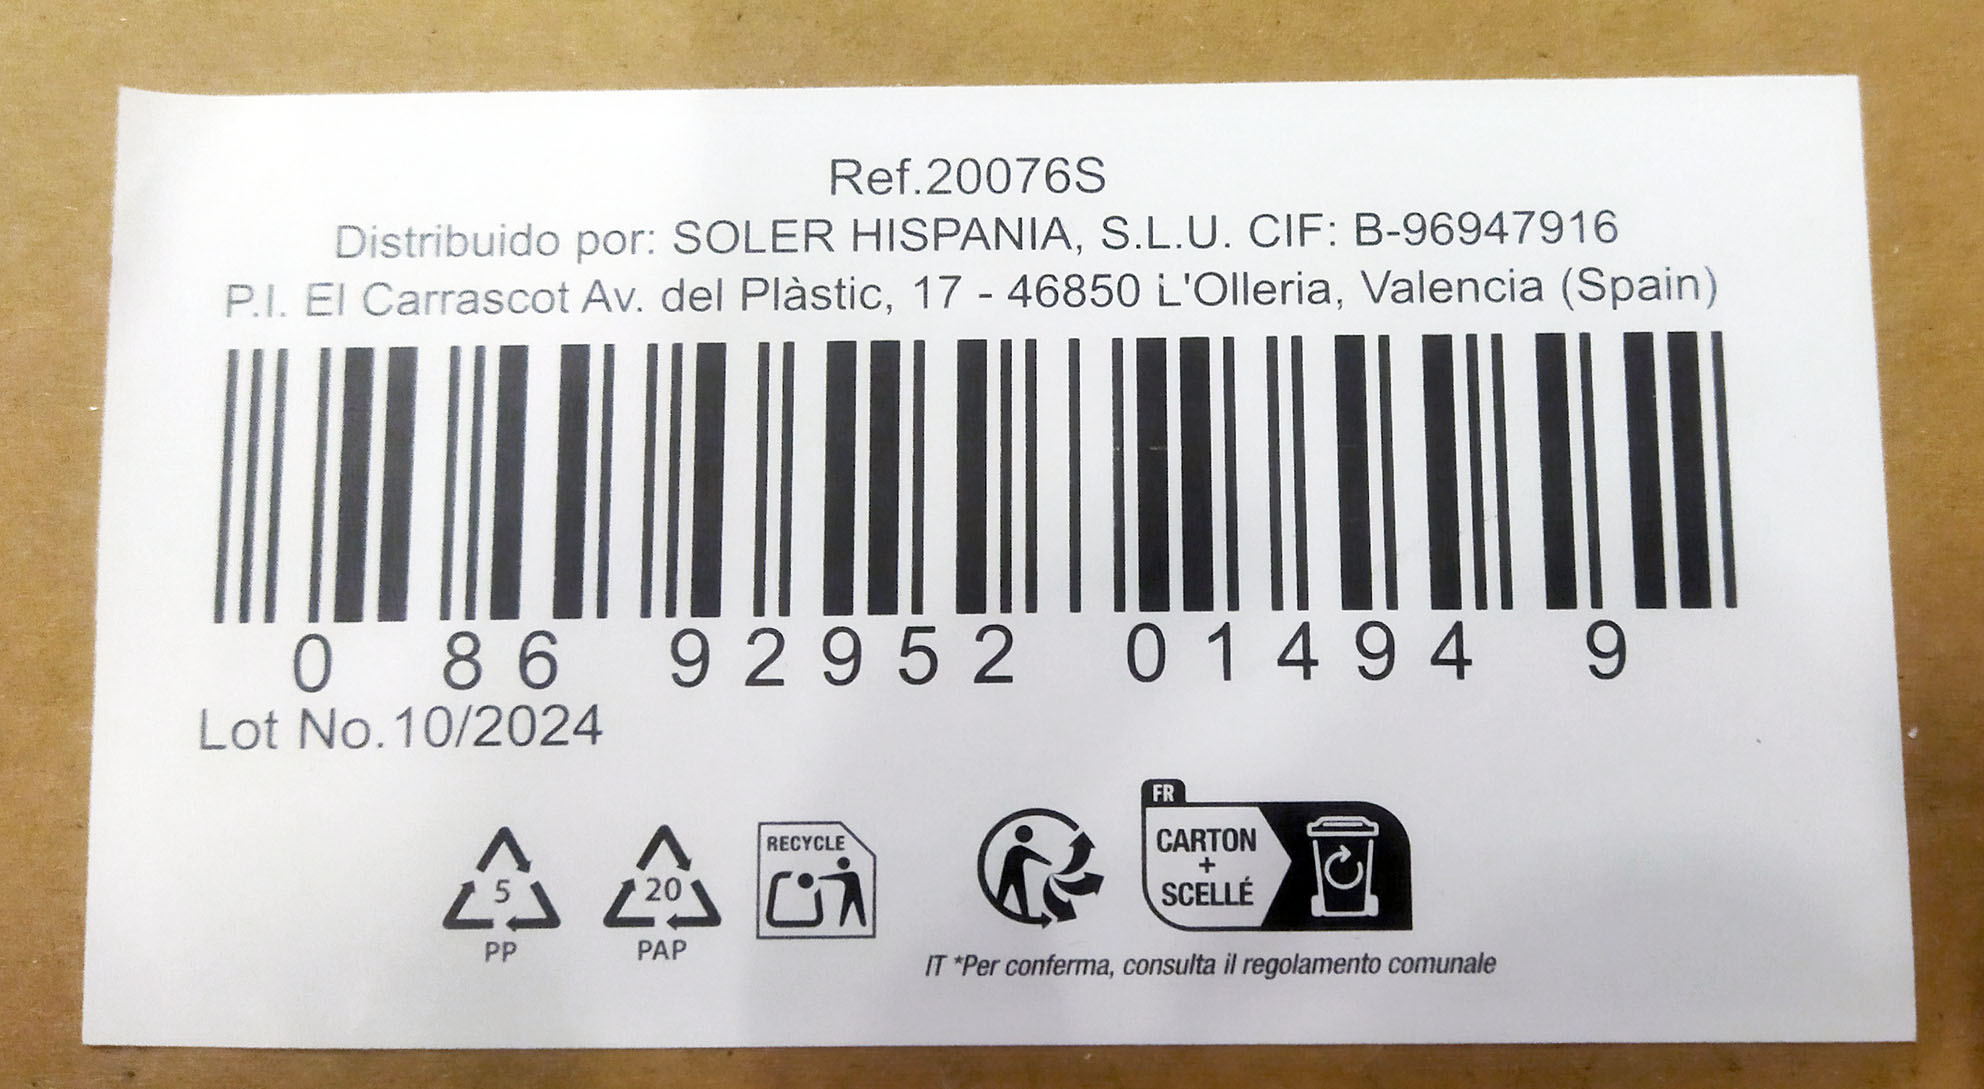 Ref.20076S
Distribuido por: SOLER HISPANIA, S.L.U. CIF: B-96947916
P.I. El Carrascot Av. del Plàstic, 17 - 46850 L'Olleria, Valencia (Spain)
0 86 92952 01494 9
Lot No.10/2024
5
PP
20
PAP
RECYCLE
FR
CARTON
+
SCELLÉ
IT *Per conferma, consulta il regolamento comunale